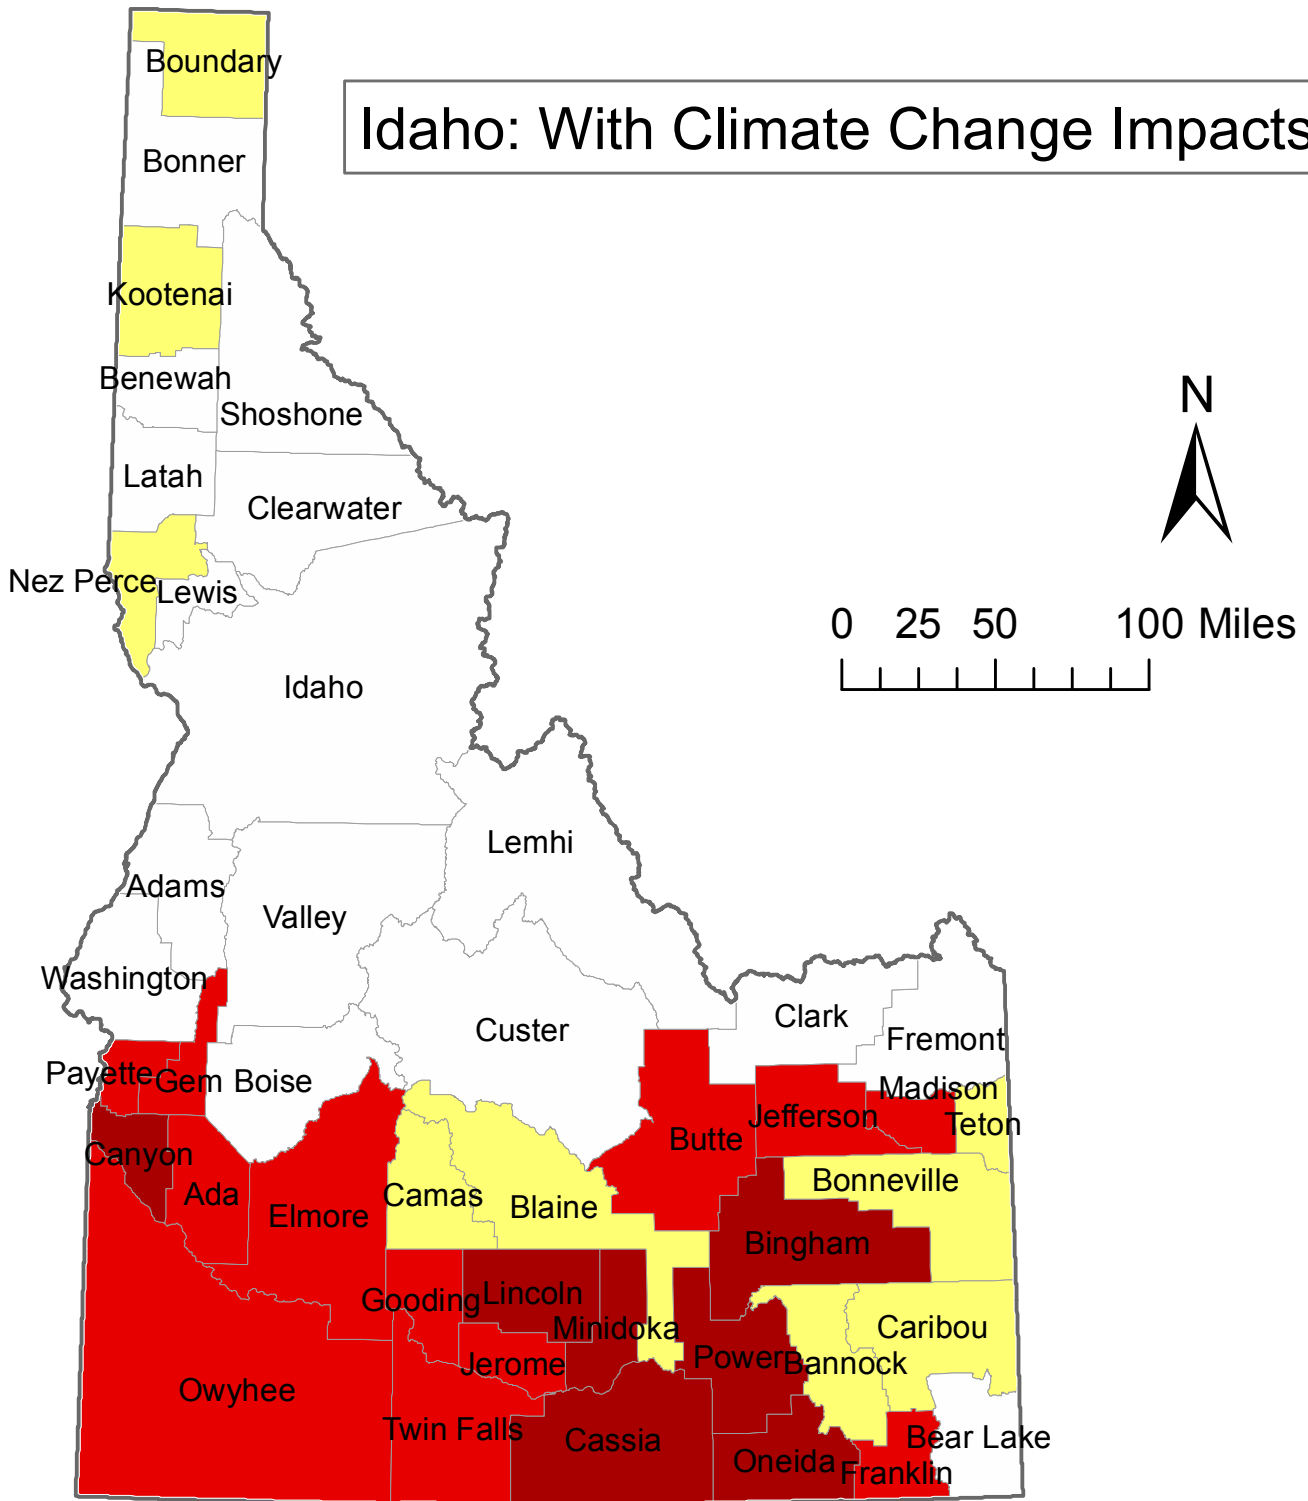 Boundary
Idaho: With Climate Change Impacts
Bonner
Kootenai
Benewah
Shoshone
N
Latah
Clearwater
Nez Perce
Lewis
0 25 50 100 Miles
Idaho
Lemhi
Adams
Valley
Washington
Clark
Custer
Fremont
Payette
Gem
Boise
Madison
Jefferson
Teton
Butte
Canyon
Ada
Camas
Blaine
Bonneville
Elmore
Bingham
Gooding
Lincoln
Minidoka
Caribou
Jerome
Power
Bannock
Owyhee
Twin Falls
Cassia
Bear Lake
Oneida
Franklin